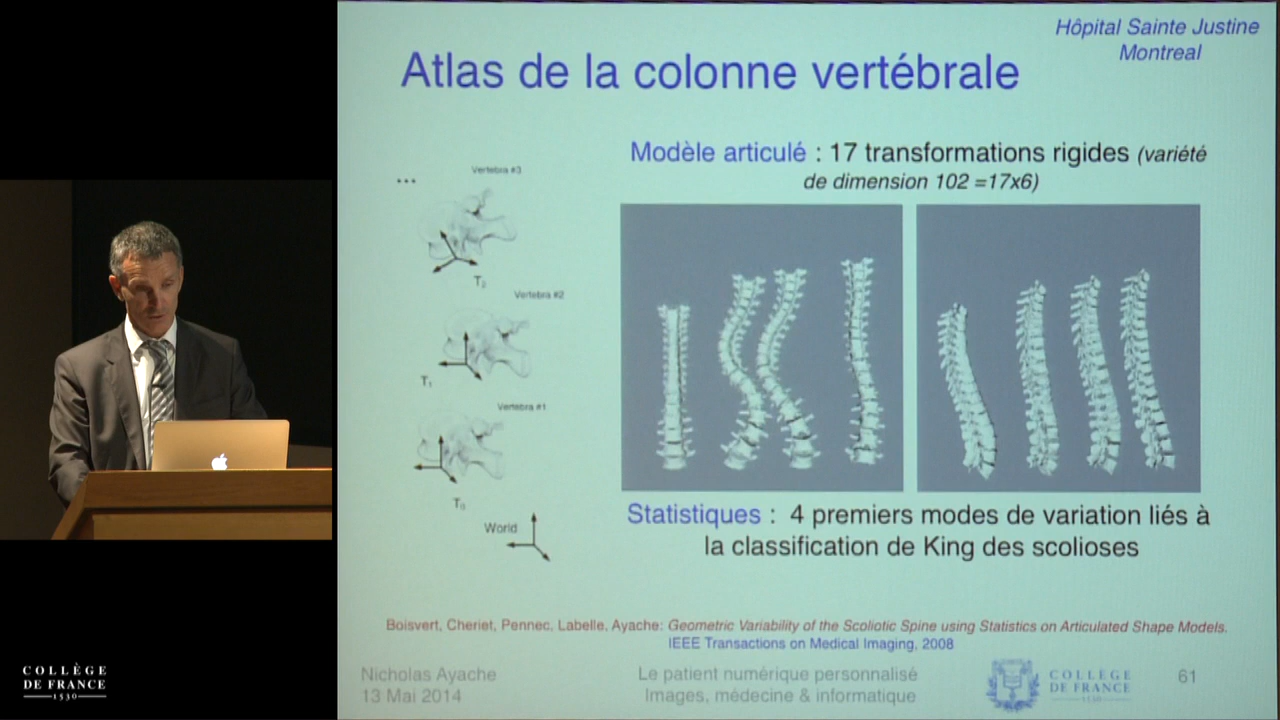 Hôpital Sainte Justine
Montreal
Atlas de la colonne vertébrale
Modèle articulé : 17 transformations rigides (variété
de dimension 102 =17x6)
...
Vertebra #3
T2
Vertebra #2
T1
Vertebra #1
T0
World
Statistiques : 4 premiers modes de variation liés à
la classification de King des scolioses
Boisvert, Cheriet, Pennec, Labelle, Ayache: Geometric Variability of the Scoliotic Spine using Statistics on Articulated Shape Models.
IEEE Transactions on Medical Imaging, 2008
Nicholas Ayache
13 Mai 2014
Le patient numérique personnalisé
Images, médecine & informatique
COLLÈGE
DE FRANCE
1530
61
COLLÈGE
DE FRANCE
1530